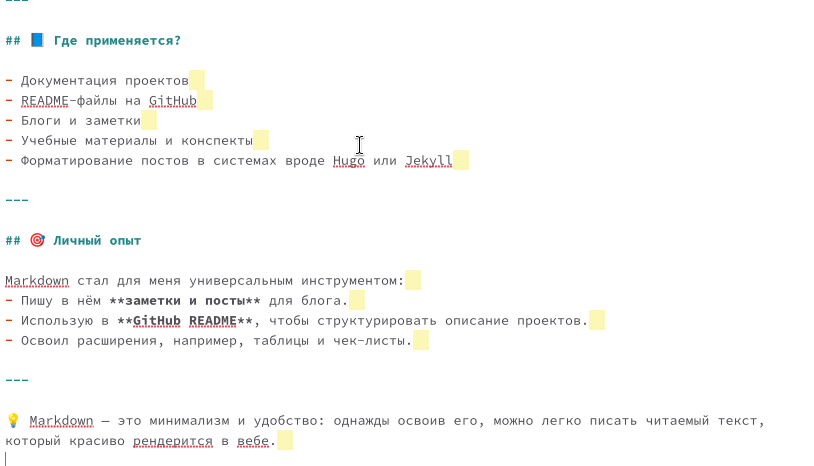 ---
## 📘 Где применяется?
- Документация проектов
- README-файлы на GitHub
- Блоги и заметки
- Учебные материалы и конспекты
- Форматирование постов в системах вроде Hugo или Jekyll
---
## 🎯 Личный опыт
Markdown стал для меня универсальным инструментом:
- Пишу в нём **заметки и посты** для блога.
- Использую в **GitHub README**, чтобы структурировать описание проектов.
- Освоил расширения, например, таблицы и чек-листы.
---
💡 Markdown — это минимализм и удобство: однажды освоив его, можно легко писать читаемый текст,
который красиво рендерится в вебе.